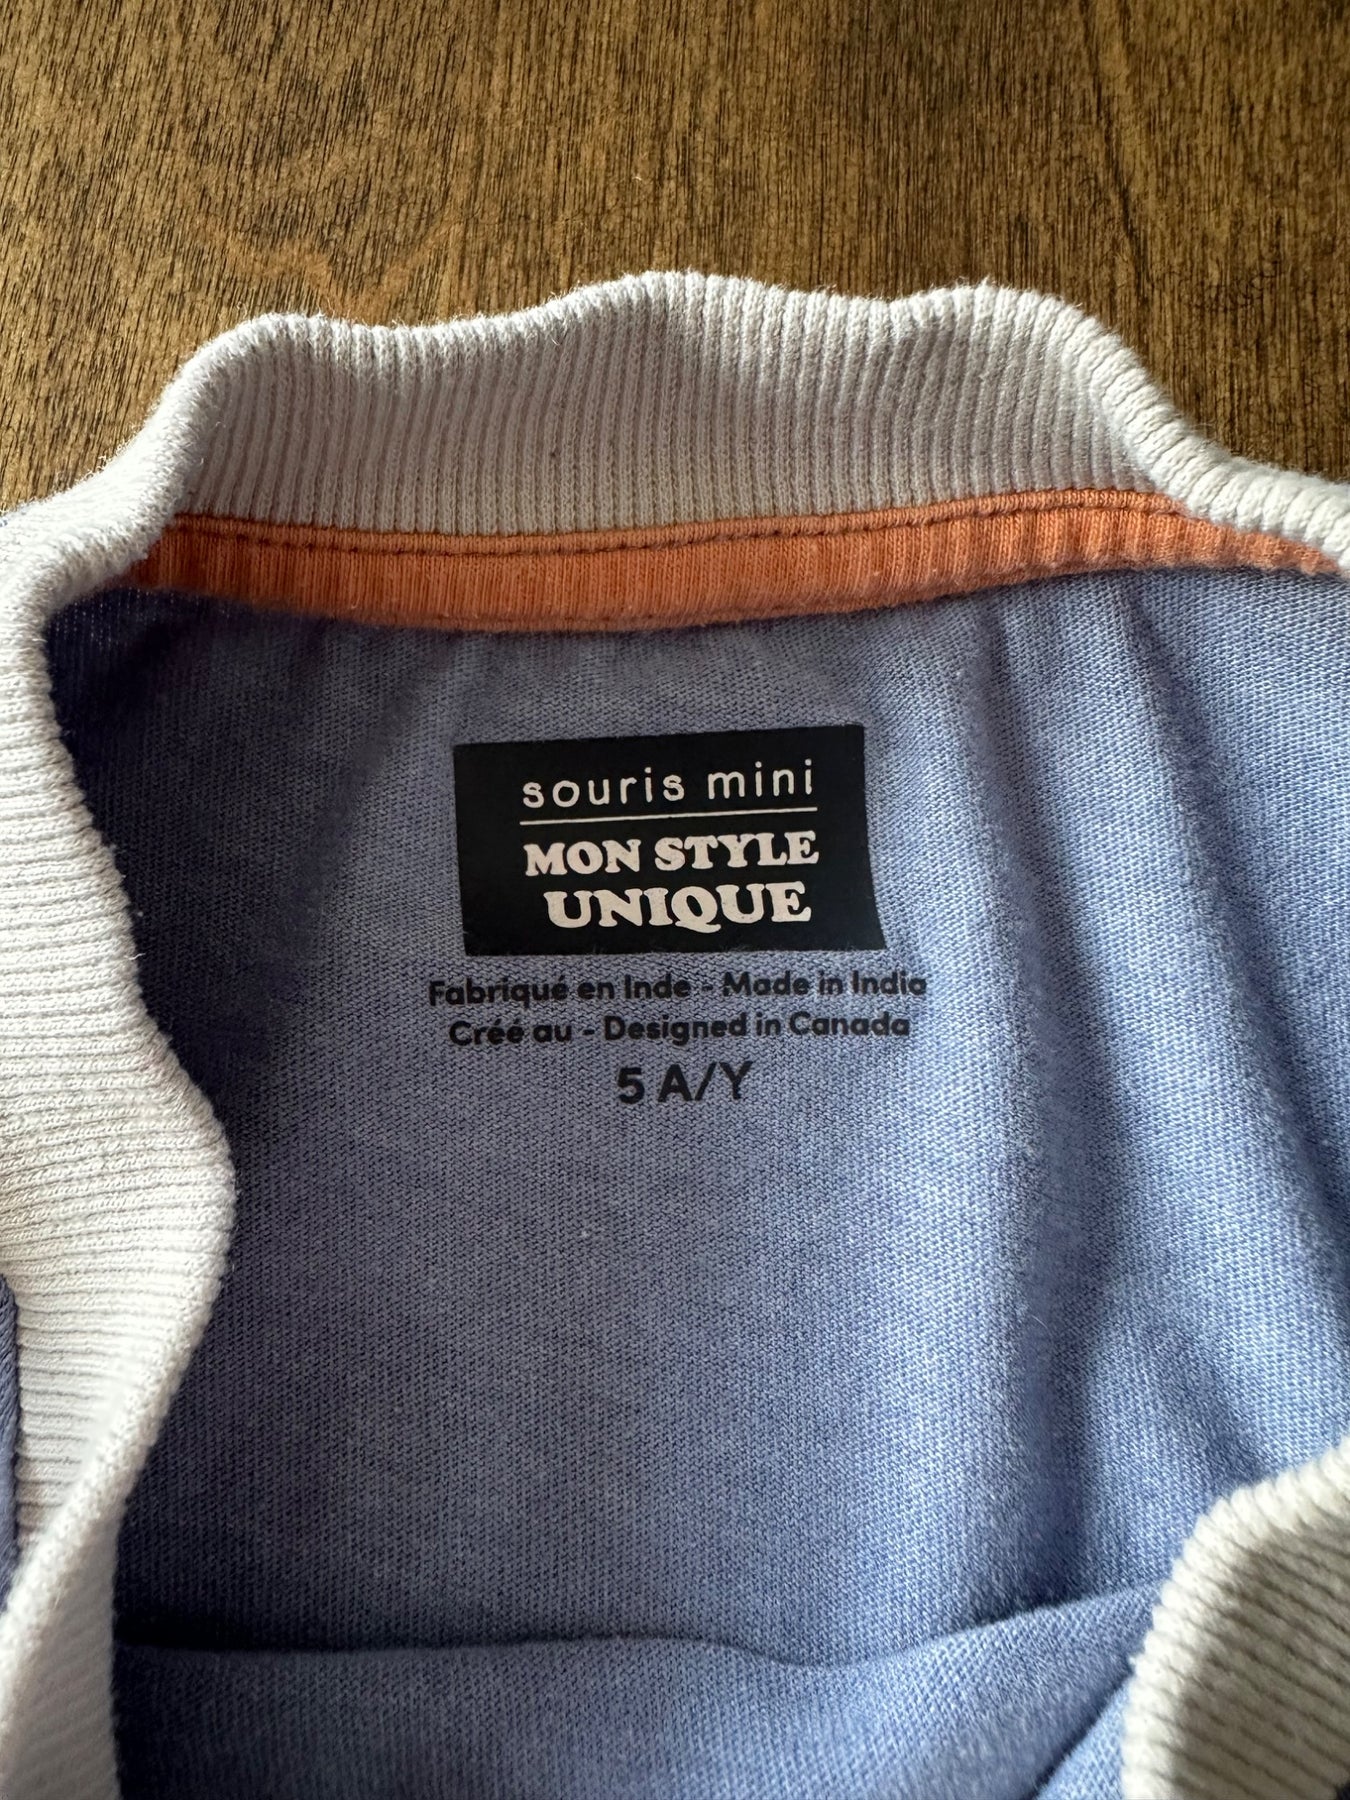 souris mini
MON STYLE
UNIQUE
Fabriqué en Inde - Made in India
Créé au - Designed in Canada
5 A/Y